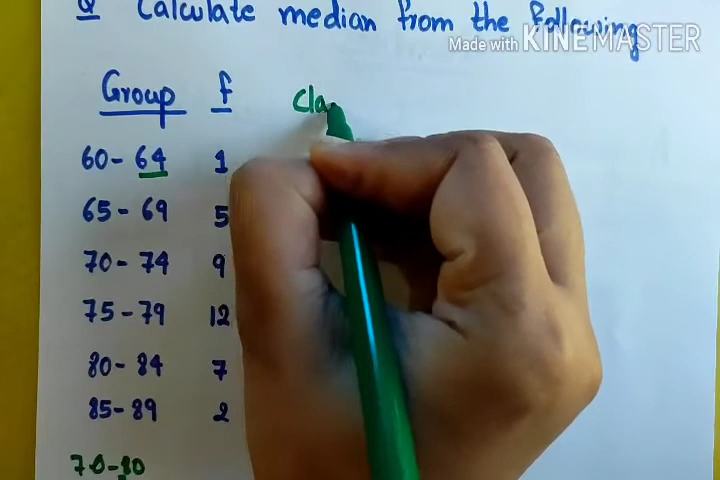 Q Calculate median from the following
Made with KINEMASTER
Group f cla
60-64 1
65-69 5
70-74 9
75-79 12
80-84 7
85-89 2
70-80